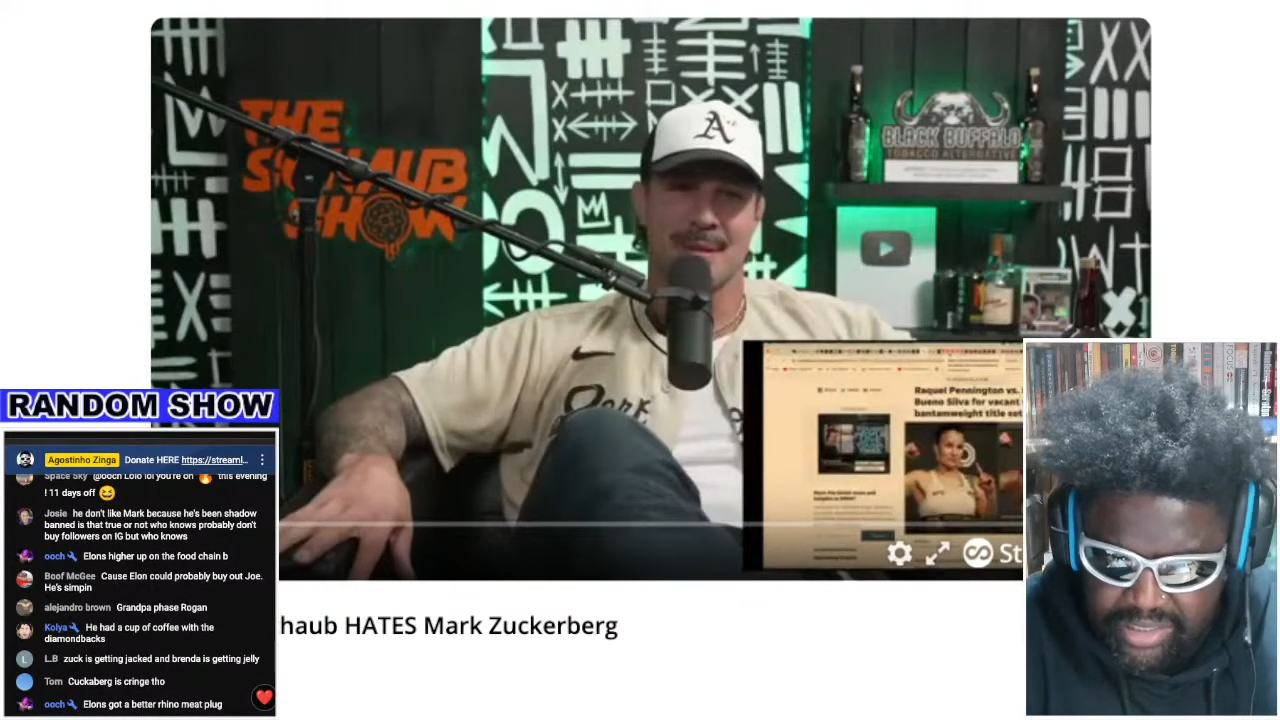 THE
SCHAUB
SHOW
A's
BLACK BUFFALO
TOBACCO ALTERNATIVE
Raquel Pennington vs.
Bueno Silva for vacant
bantamweight title set
St
RANDOM SHOW
Agostinho Zinga Donate HERE https://streaml...
Space Sky @ooch Lolo lol you're on 🔥 this evening
! 11 days off 😆
Josie he don't like Mark because he's been shadow
banned is that true or not who knows probably don't
buy followers on IG but who knows
ooch Elons higher up on the food chain b
Boof McGee Cause Elon could probably buy out Joe.
He's simpin
alejandro brown Grandpa phase Rogan
Kolya He had a cup of coffee with the
diamondbacks
L L.B zuck is getting jacked and brenda is getting jelly
Tom Cuckaberg is cringe tho
ooch Elons got a better rhino meat plug
haub HATES Mark Zuckerberg